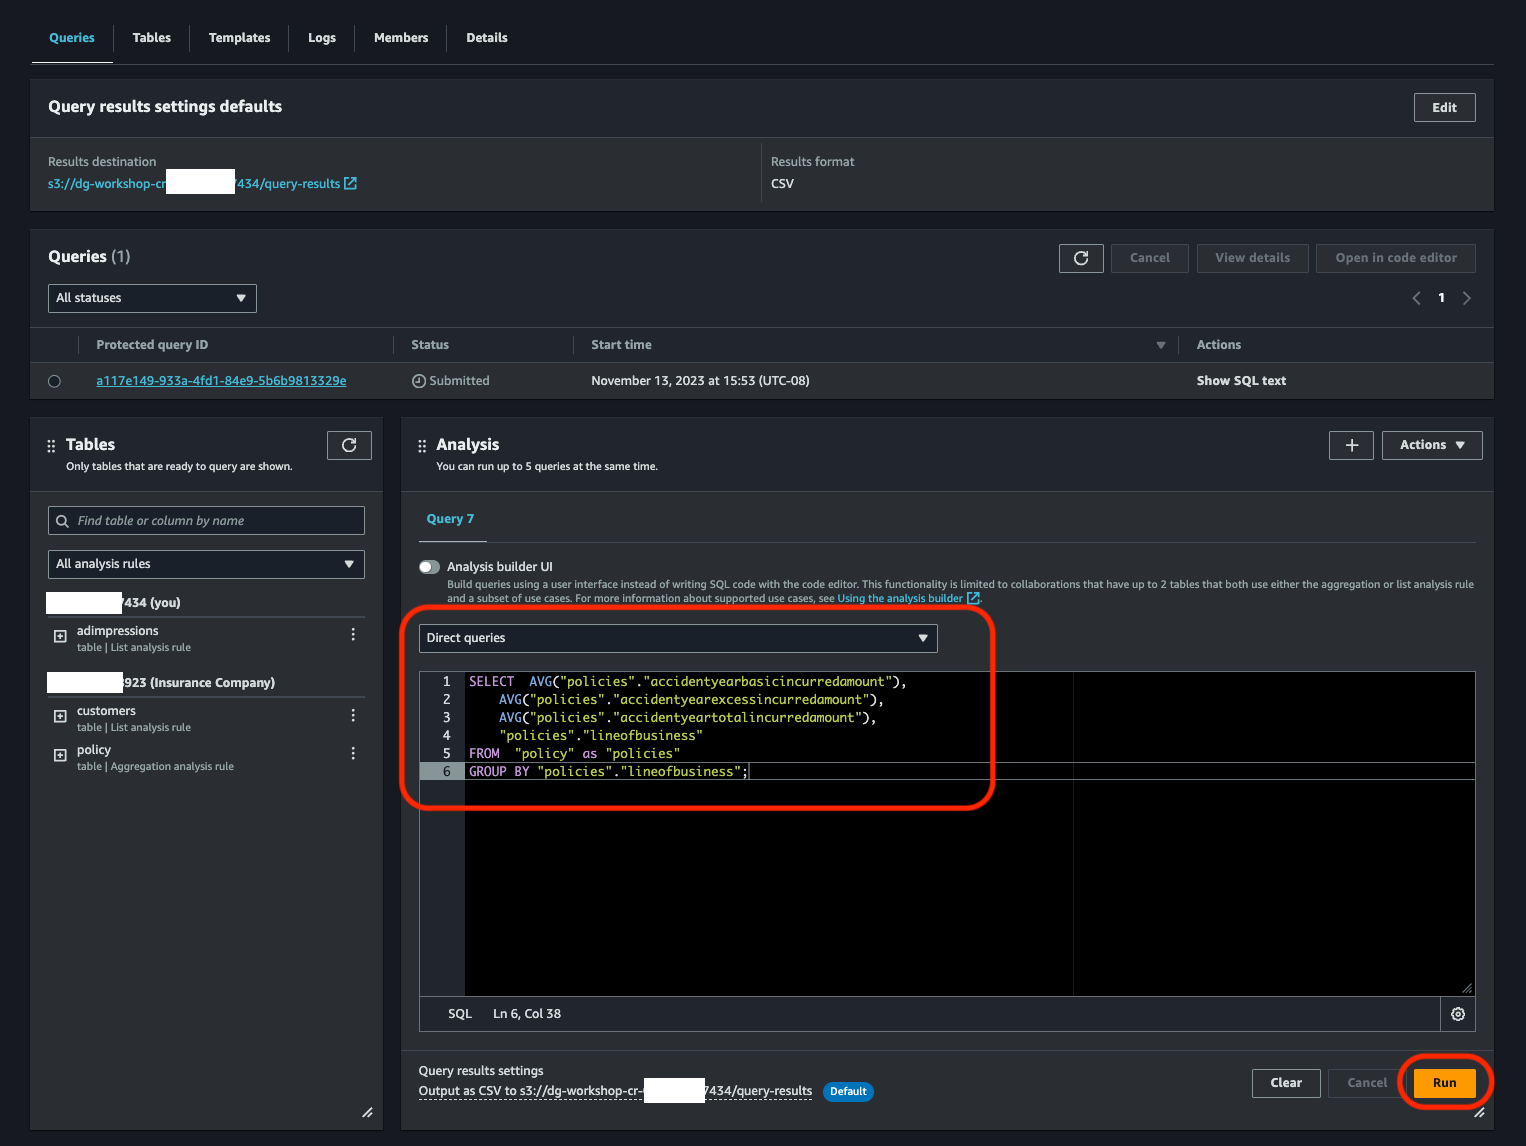 Queries
Tables
Templates
Logs
Members
Details
Query results settings defaults
Edit
Results destination
s3://dg-workshop-cr 434/query-results
Results format
CSV
Queries (1)
Cancel
View details
Open in code editor
All statuses
1
Protected query ID
Status
Start time
Actions
a117e149-933a-4fd1-84e9-5b6b9813329e
Submitted
November 13, 2023 at 15:53 (UTC-08)
Show SQL text
Tables
Only tables that are ready to query are shown.
Find table or column by name
All analysis rules
7434 (you)
adimpressions
table | List analysis rule
923 (Insurance Company)
customers
table | List analysis rule
policy
table | Aggregation analysis rule
Analysis
You can run up to 5 queries at the same time.
Actions
Query 7
Analysis builder UI
Build queries using a user interface instead of writing SQL code with the code editor. This functionality is limited to collaborations that have up to 2 tables that both use either the aggregation or list analysis rule
and a subset of use cases. For more information about supported use cases, see Using the analysis builder.
Direct queries
1 SELECT  AVG("policies"."accidentyearbasicincurredamount"),
2     AVG("policies"."accidentyearexcessincurredamount"),
3     AVG("policies"."accidentyeartotalincurredamount"),
4     "policies"."lineofbusiness"
5 FROM  "policy" as "policies"
6 GROUP BY "policies"."lineofbusiness";
SQL Ln 6, Col 38
Query results settings
Output as CSV to s3://dg-workshop-cr- 7434/query-results
Default
Clear
Cancel
Run